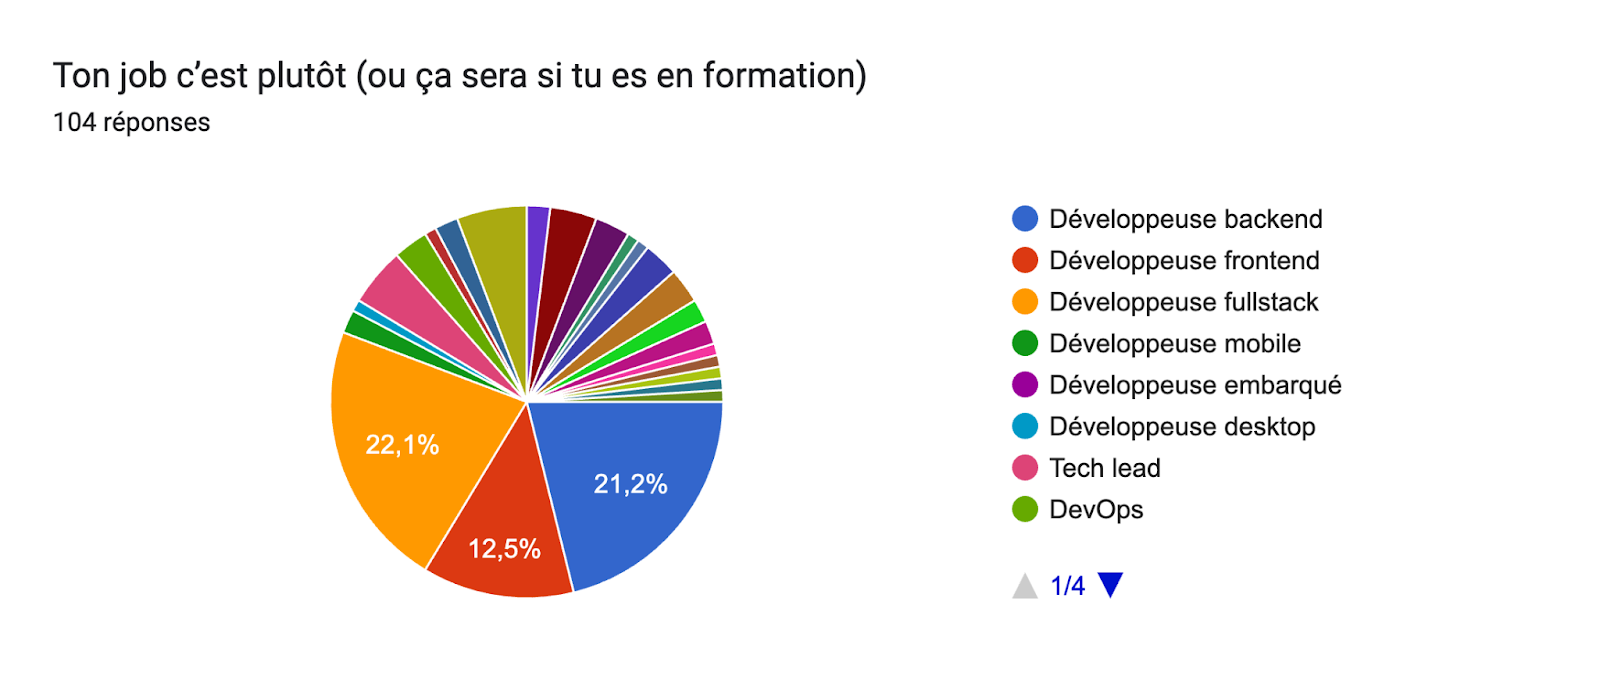 Ton job c’est plutôt (ou ça sera si tu es en formation)
104 réponses
22,1%
21,2%
12,5%
Développeuse backend
Développeuse frontend
Développeuse fullstack
Développeuse mobile
Développeuse embarqué
Développeuse desktop
Tech lead
DevOps
1/4